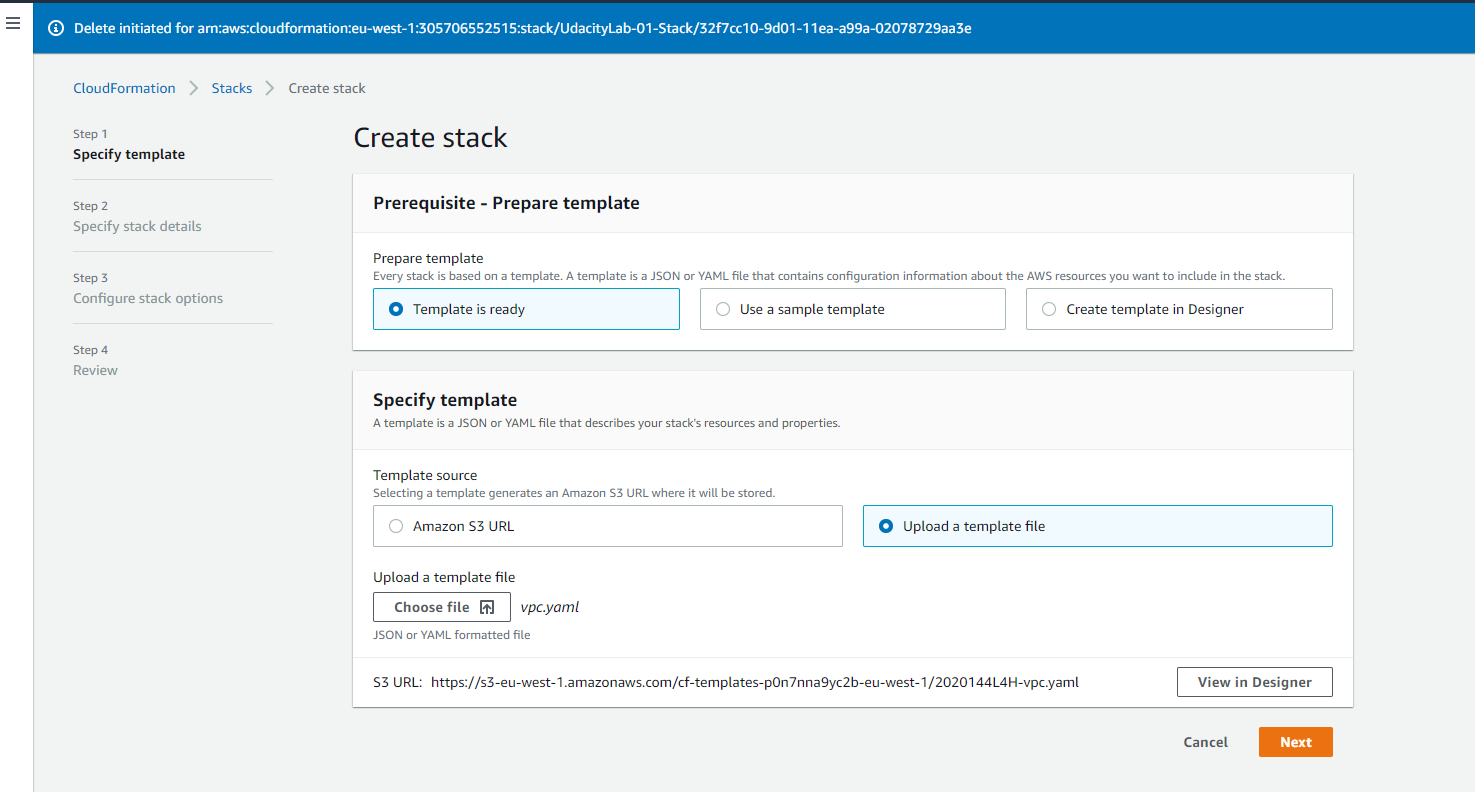 Delete initiated for arn:aws:cloudformation:eu-west-1:305706552515:stack/UdacityLab-01-Stack/32f7cc10-9d01-11ea-a99a-02078729aa3e
CloudFormation > Stacks > Create stack
Step 1
Specify template
Step 2
Specify stack details
Step 3
Configure stack options
Step 4
Review
Create stack
Prerequisite - Prepare template
Prepare template
Every stack is based on a template. A template is a JSON or YAML file that contains configuration information about the AWS resources you want to include in the stack.
Template is ready
Use a sample template
Create template in Designer
Specify template
A template is a JSON or YAML file that describes your stack's resources and properties.
Template source
Selecting a template generates an Amazon S3 URL where it will be stored.
Amazon S3 URL
Upload a template file
Upload a template file
Choose file vpc.yaml
JSON or YAML formatted file
S3 URL: https://s3-eu-west-1.amazonaws.com/cf-templates-p0n7nna9yc2b-eu-west-1/2020144L4H-vpc.yaml
View in Designer
Cancel
Next